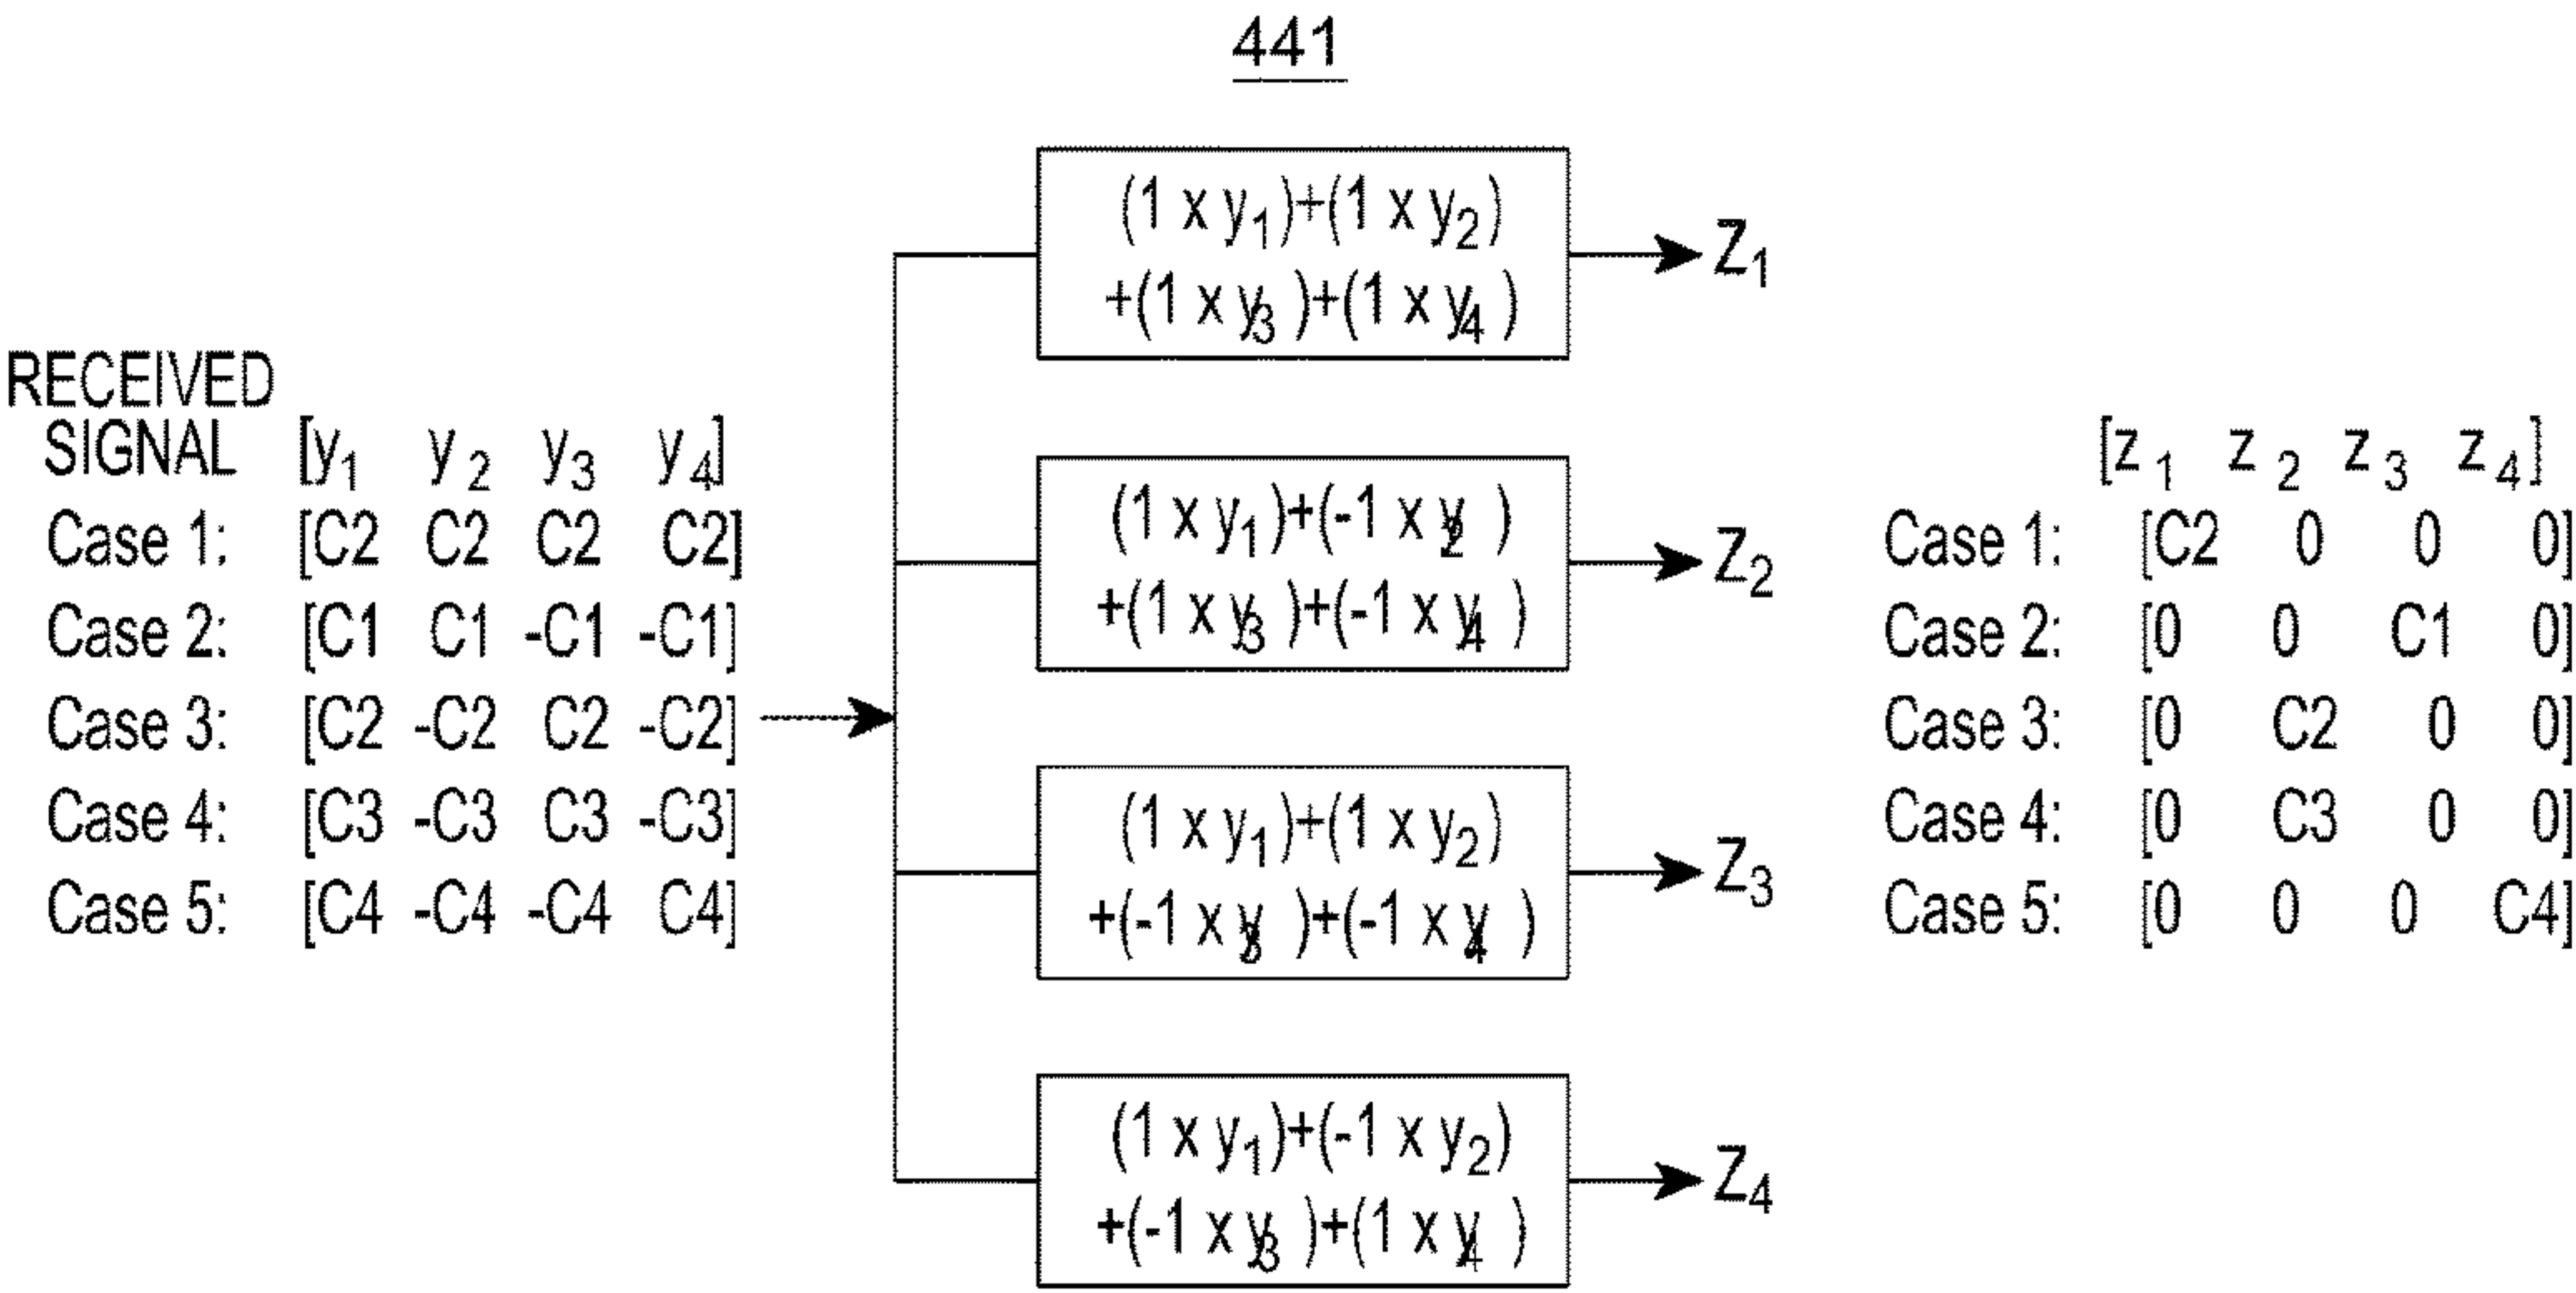 441
RECEIVED
SIGNAL [y1 y2 y3 y4]
Case 1: [C2 C2 C2 C2]
Case 2: [C1 C1 -C1 -C1]
Case 3: [C2 -C2 C2 -C2]
Case 4: [C3 -C3 C3 -C3]
Case 5: [C4 -C4 -C4 C4]
(1 x y1)+(1 x y2)
+(1 x y3)+(1 x y4)
Z1
(1 x y1)+(-1 x y2)
+(1 x y3)+(-1 x y4)
Z2
(1 x y1)+(1 x y2)
+(-1 x y3)+(-1 x y4)
Z3
(1 x y1)+(-1 x y2)
+(-1 x y3)+(1 x y4)
Z4
[z1 z2 z3 z4]
Case 1: [C2 0 0 0]
Case 2: [0 0 C1 0]
Case 3: [0 C2 0 0]
Case 4: [0 C3 0 0]
Case 5: [0 0 0 C4]